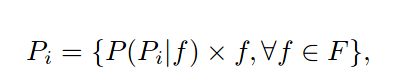 P_i = {P(P_i|f) × f, ∀f ∈ F},